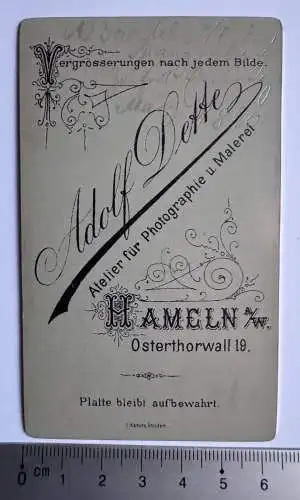 Vergrösserungen nach jedem Bilde.
Adolf Dette
Atelier für Photographie u. Malerei
HAMELN a/W.
Osterthorwall 19.
Platte bleibt aufbewahrt.
0 1 2 3 4 5 6
cm